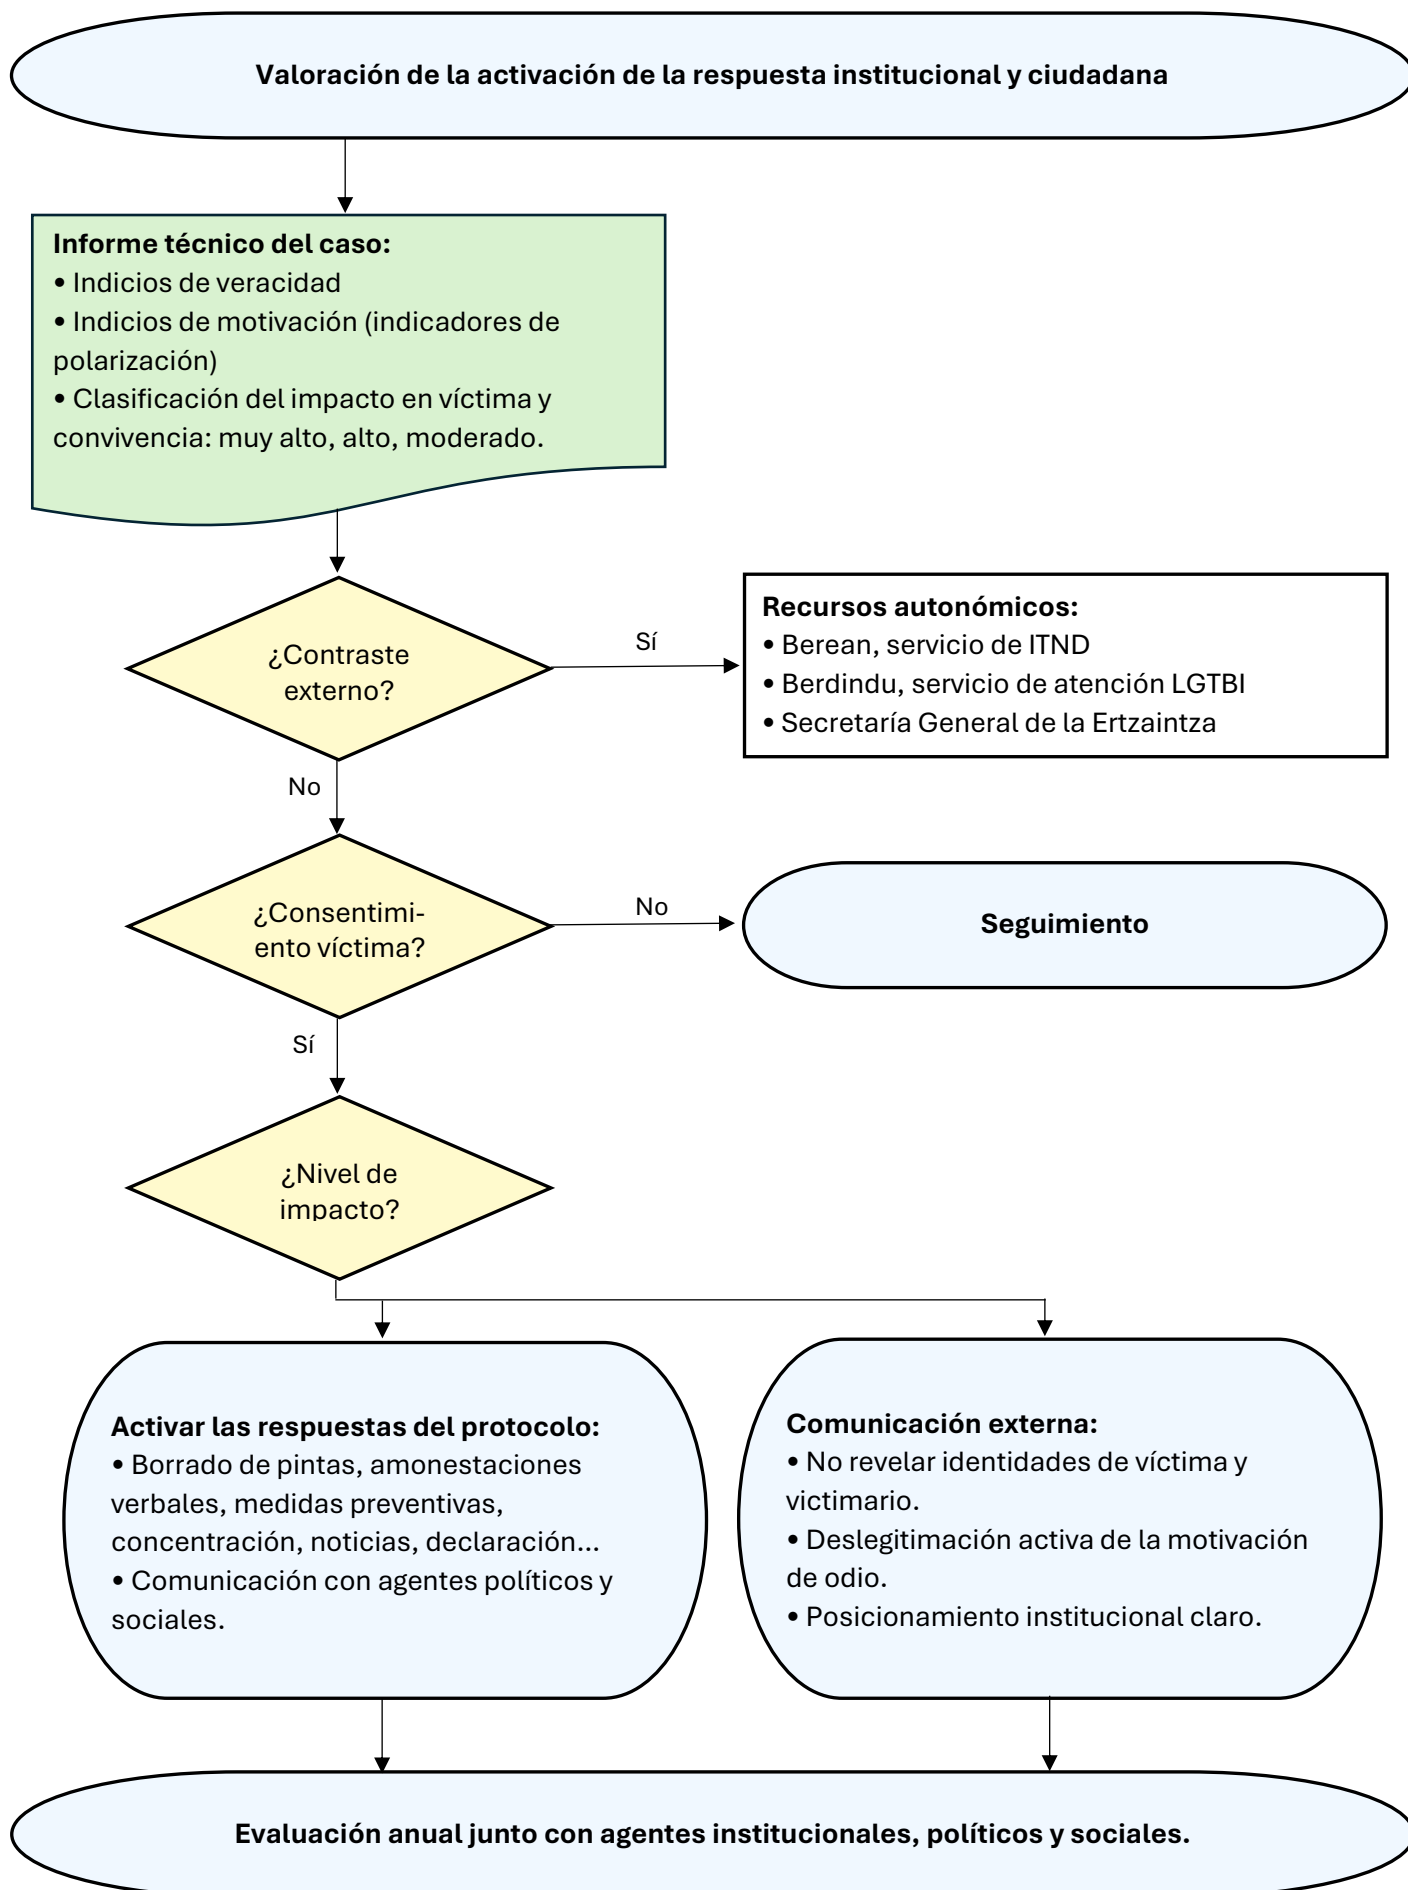 Valoración de la activación de la respuesta institucional y ciudadana
Informe técnico del caso:
• Indicios de veracidad
• Indicios de motivación (indicadores de
polarización)
• Clasificación del impacto en víctima y
convivencia: muy alto, alto, moderado.
¿Contraste
externo?
Sí
Recursos autonómicos:
• Berean, servicio de ITND
• Berdindu, servicio de atención LGTBI
• Secretaría General de la Ertzaintza
No
¿Consentimi-
ento víctima?
No
Seguimiento
Sí
¿Nivel de
impacto?
Activar las respuestas del protocolo:
• Borrado de pintas, amonestaciones
verbales, medidas preventivas,
concentración, noticias, declaración...
• Comunicación con agentes políticos y
sociales.
Comunicación externa:
• No revelar identidades de víctima y
victimario.
• Deslegitimación activa de la motivación
de odio.
• Posicionamiento institucional claro.
Evaluación anual junto con agentes institucionales, políticos y sociales.